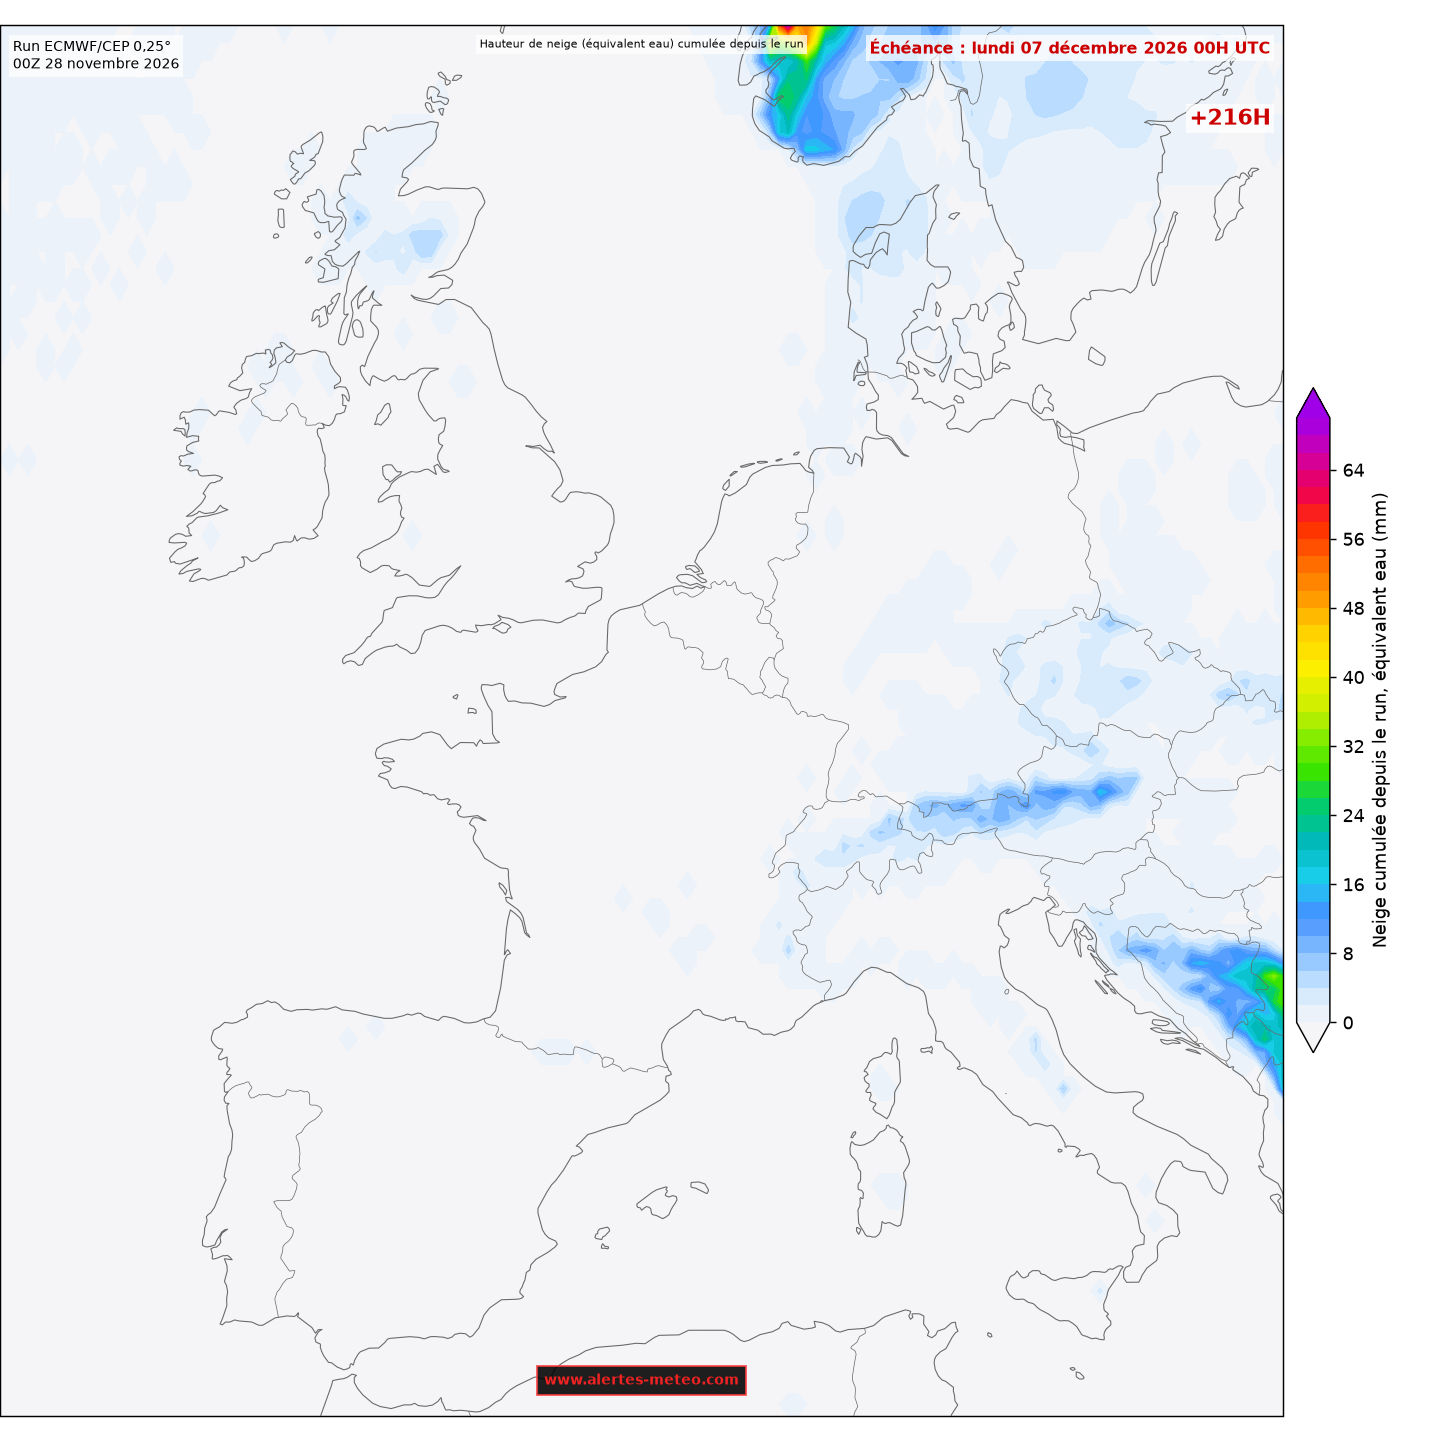 Run ECMWF/CEP 0,25°
00Z 28 novembre 2026
Hauteur de neige (équivalent eau) cumulée depuis le run
Échéance : lundi 07 décembre 2026 00H UTC
+216H
64
56
48
40
32
24
16
8
0
Neige cumulée depuis le run, équivalent eau (mm)
www.alertes-meteo.com